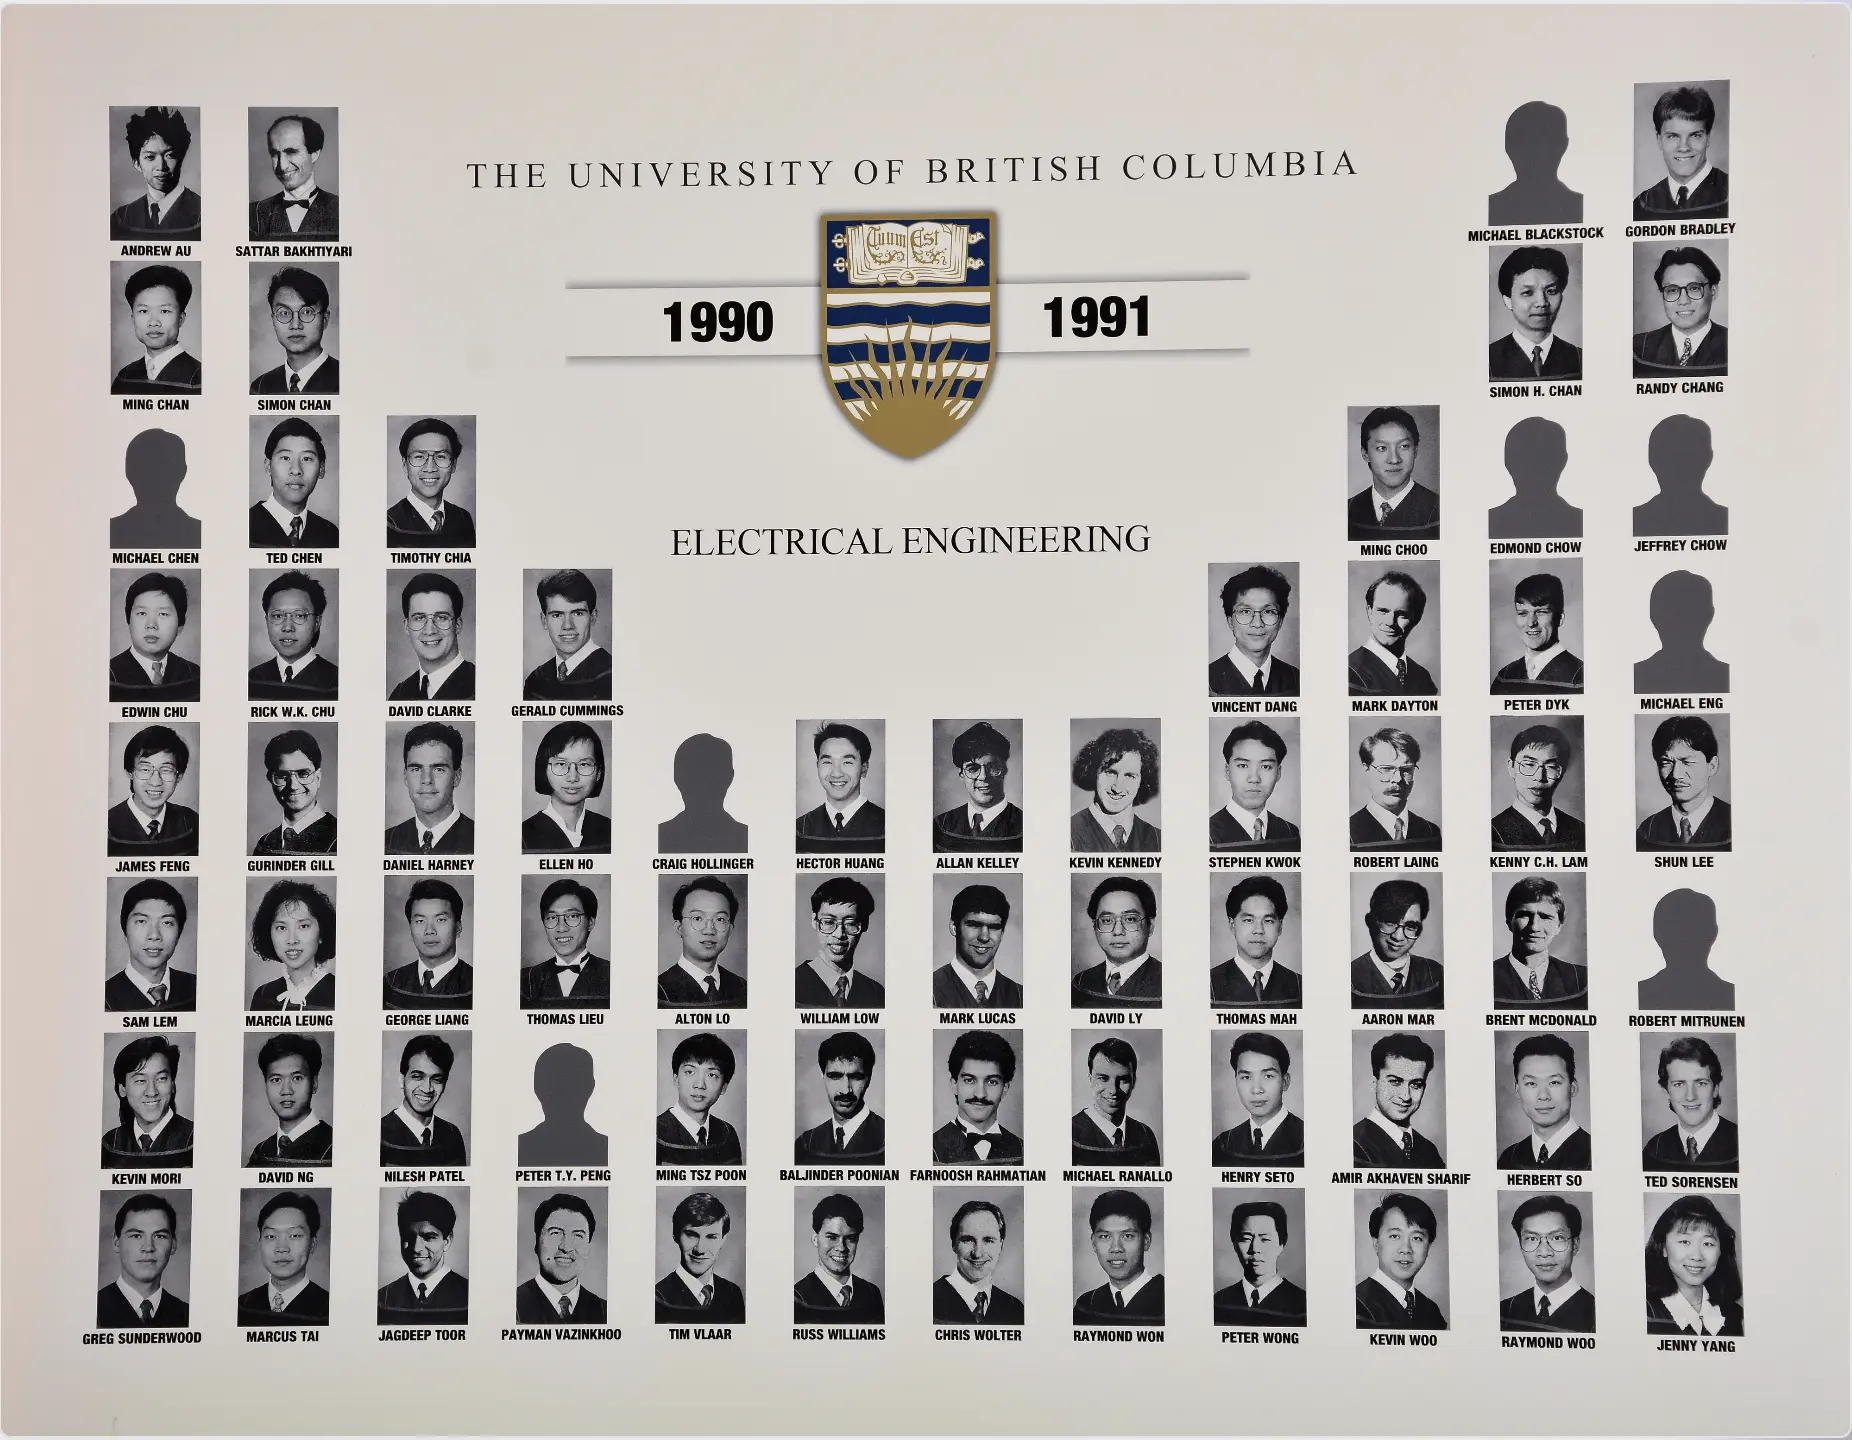 THE UNIVERSITY OF BRITISH COLUMBIA
Tuum Est
1990 1991
ELECTRICAL ENGINEERING
ANDREW AU SATTAR BAKHTIYARI MICHAEL BLACKSTOCK GORDON BRADLEY
MING CHAN SIMON CHAN SIMON H. CHAN RANDY CHANG
MICHAEL CHEN TED CHEN TIMOTHY CHIA MING CHOO EDMOND CHOW JEFFREY CHOW
EDWIN CHU RICK W.K. CHU DAVID CLARKE GERALD CUMMINGS VINCENT DANG MARK DAYTON PETER DYK MICHAEL ENG
JAMES FENG GURINDER GILL DANIEL HARNEY ELLEN HO CRAIG HOLLINGER HECTOR HUANG ALLAN KELLEY KEVIN KENNEDY STEPHEN KWOK ROBERT LAING KENNY C.H. LAM SHUN LEE
SAM LEM MARCIA LEUNG GEORGE LIANG THOMAS LIEU ALTON LO WILLIAM LOW MARK LUCAS DAVID LY THOMAS MAH AARON MAR BRENT MCDONALD ROBERT MITRUNEN
KEVIN MORI DAVID NG NILESH PATEL PETER T.Y. PENG MING TSZ POON BALJINDER POONIAN FARNOOSH RAHMATIAN MICHAEL RANALLO HENRY SETO AMIR AKHAVEN SHARIF HERBERT SO TED SORENSEN
GREG SUNDERWOOD MARCUS TAI JAGDEEP TOOR PAYMAN VAZINKHOO TIM VLAAR RUSS WILLIAMS CHRIS WOLTER RAYMOND WON PETER WONG KEVIN WOO RAYMOND WOO JENNY YANG